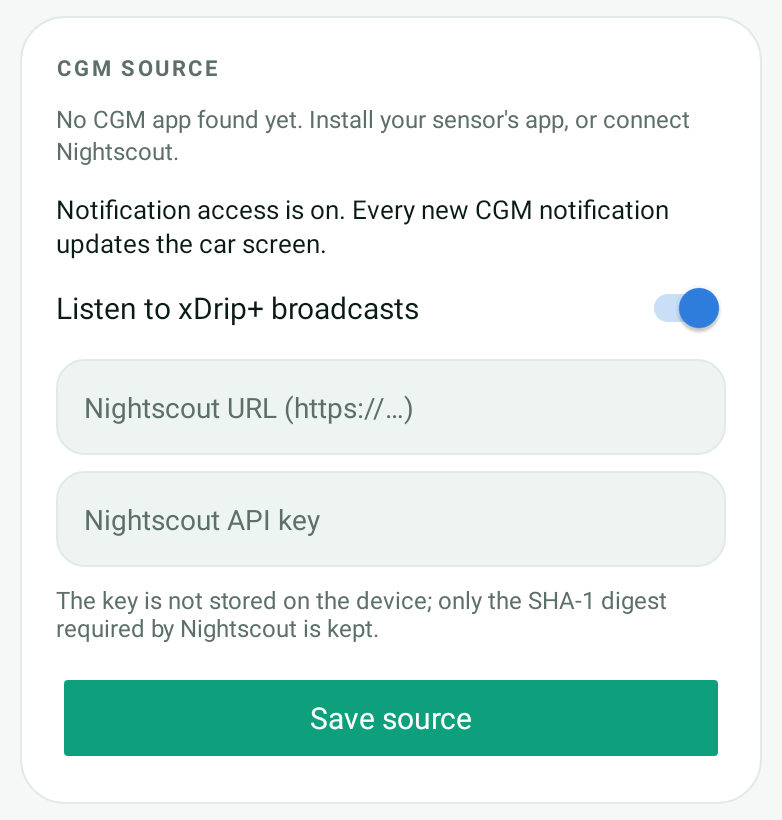 CGM SOURCE
No CGM app found yet. Install your sensor's app, or connect
Nightscout.
Notification access is on. Every new CGM notification
updates the car screen.
Listen to xDrip+ broadcasts
Nightscout URL (https://…)
Nightscout API key
The key is not stored on the device; only the SHA-1 digest
required by Nightscout is kept.
Save source